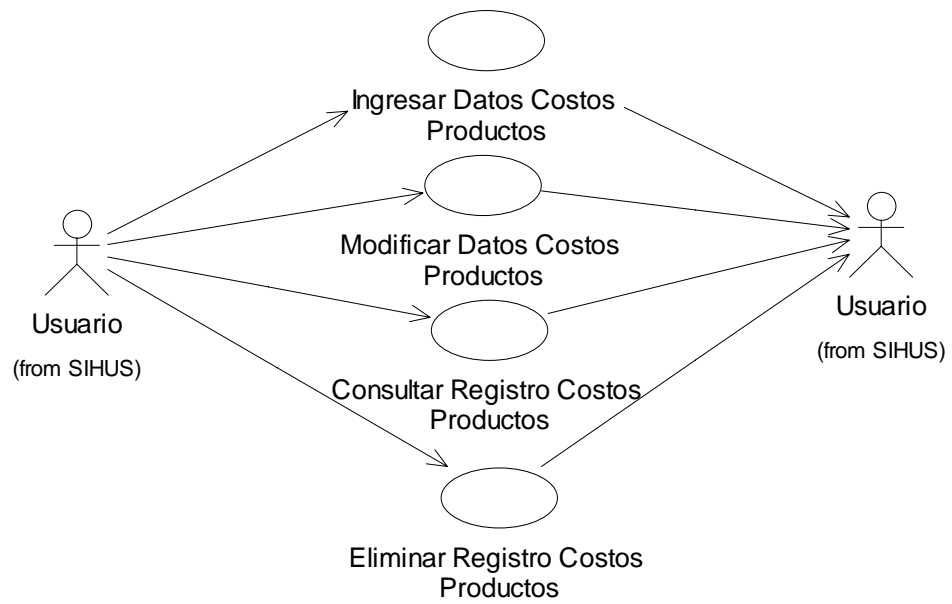 Ingresar Datos Costos
Productos
Modificar Datos Costos
Productos
Usuario
(from SIHUS)
Usuario
(from SIHUS)
Consultar Registro Costos
Productos
Eliminar Registro Costos
Productos